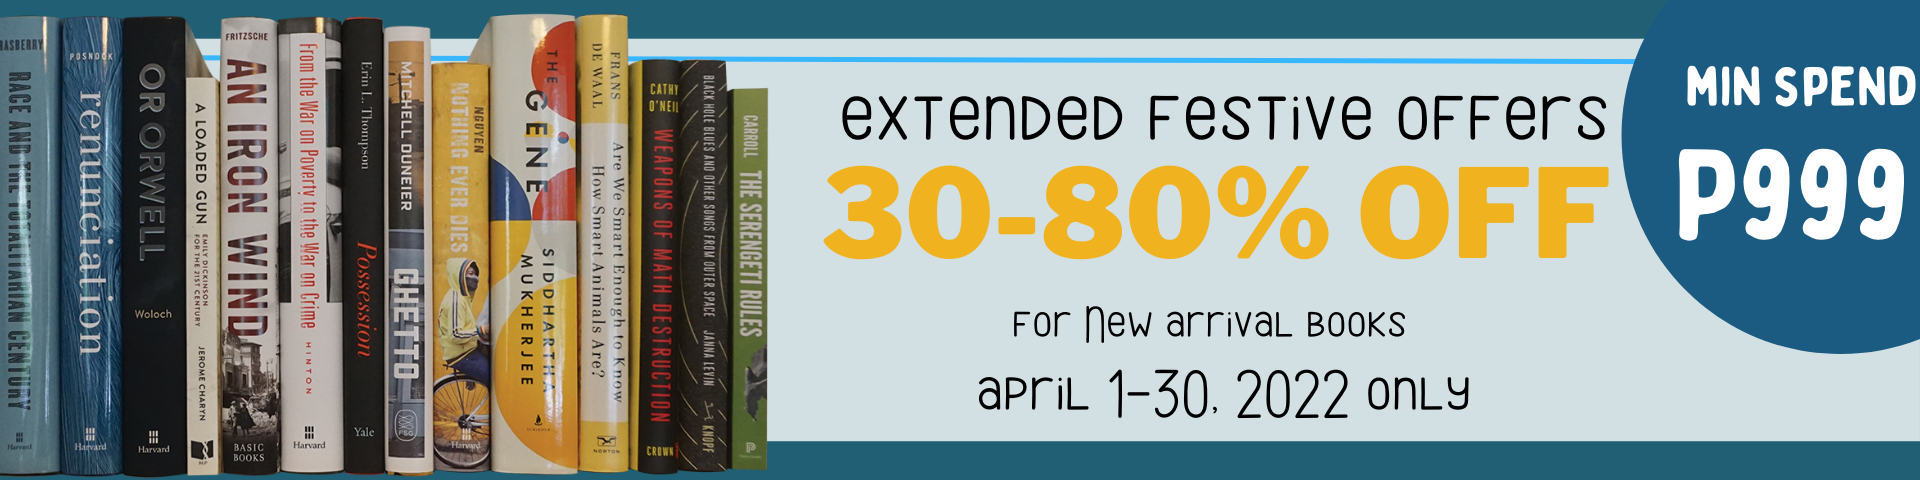 RASBERRY
RACE AND THE TOTALITARIAN CENTURY
Harvard
POSNOCK
renunciation
Harvard
OR ORWELL
Woloch
Harvard
A LOADED GUN
EMILY DICKINSON
FOR THE 21ST CENTURY
JEROME CHARYN
BLP
FRITZSCHE
AN IRON WIND
BASIC
BOOKS
From the War on Poverty to the War on Crime
HINTON
Harvard
Erin L. Thompson
Possession
Yale
MITCHELL DUNEIER
GHETTO
FSG
NGUYEN
NOTHING EVER DIES
Harvard
THE
GENE
SIDDHARTHA
MUKHERJEE
SCRIBNER
FRANS
DE WAAL
Are We Smart Enough to Know
How Smart Animals Are?
NORTON
CATHY
O'NEIL
WEAPONS OF MATH DESTRUCTION
CROWN
BLACK HOLE BLUES AND OTHER SONGS FROM OUTER SPACE
JANNA LEVIN
KNOPF
CARROLL
THE SERENGETI RULES
extended festive offers
30-80% OFF
for new arrival books
april 1-30, 2022 only
MIN SPEND
P999